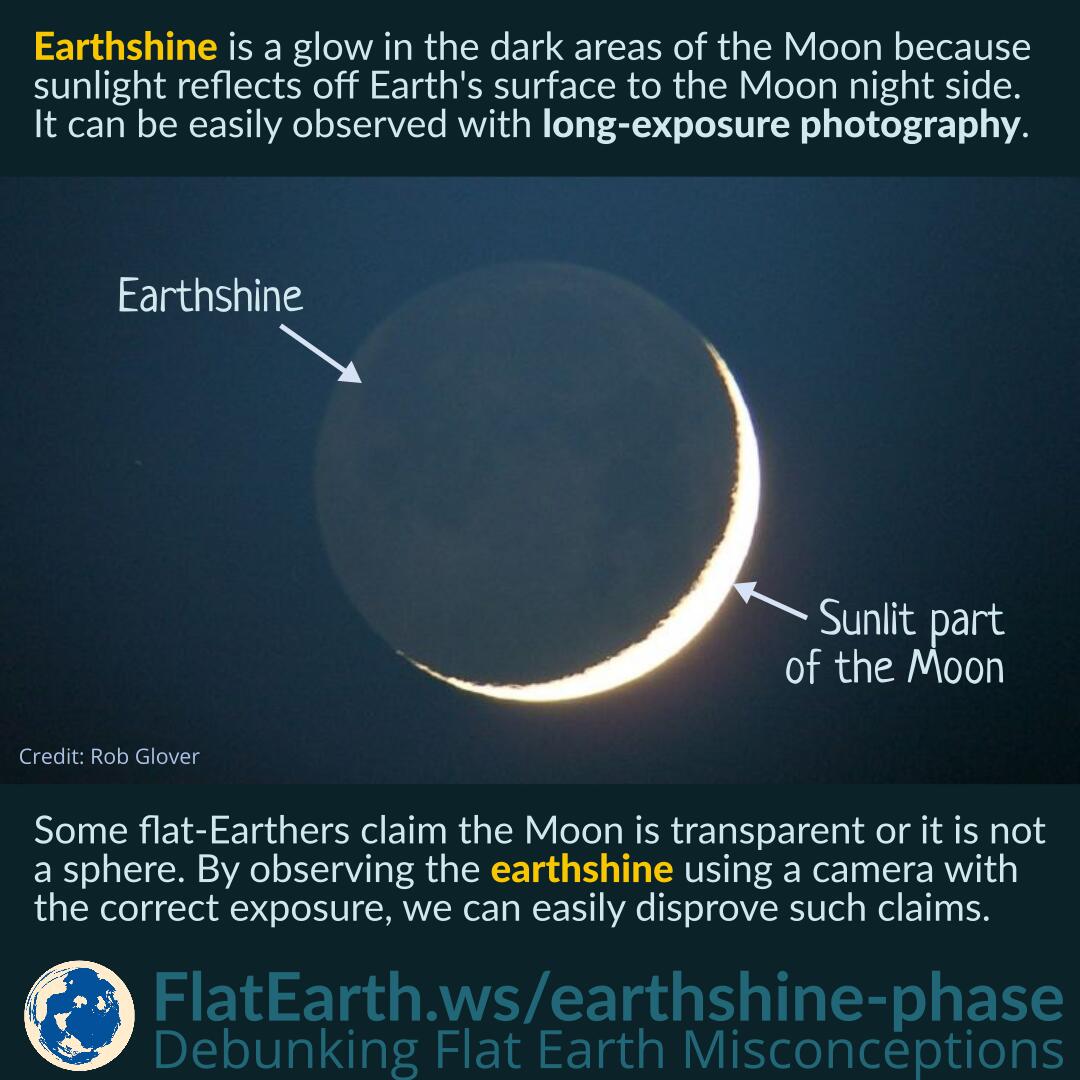 Earthshine is a glow in the dark areas of the Moon because
sunlight reflects off Earth's surface to the Moon night side.
It can be easily observed with long-exposure photography.
Earthshine
Sunlit part
of the Moon
Credit: Rob Glover
Some flat-Earthers claim the Moon is transparent or it is not
a sphere. By observing the earthshine using a camera with
the correct exposure, we can easily disprove such claims.
FlatEarth.ws/earthshine-phase
Debunking Flat Earth Misconceptions